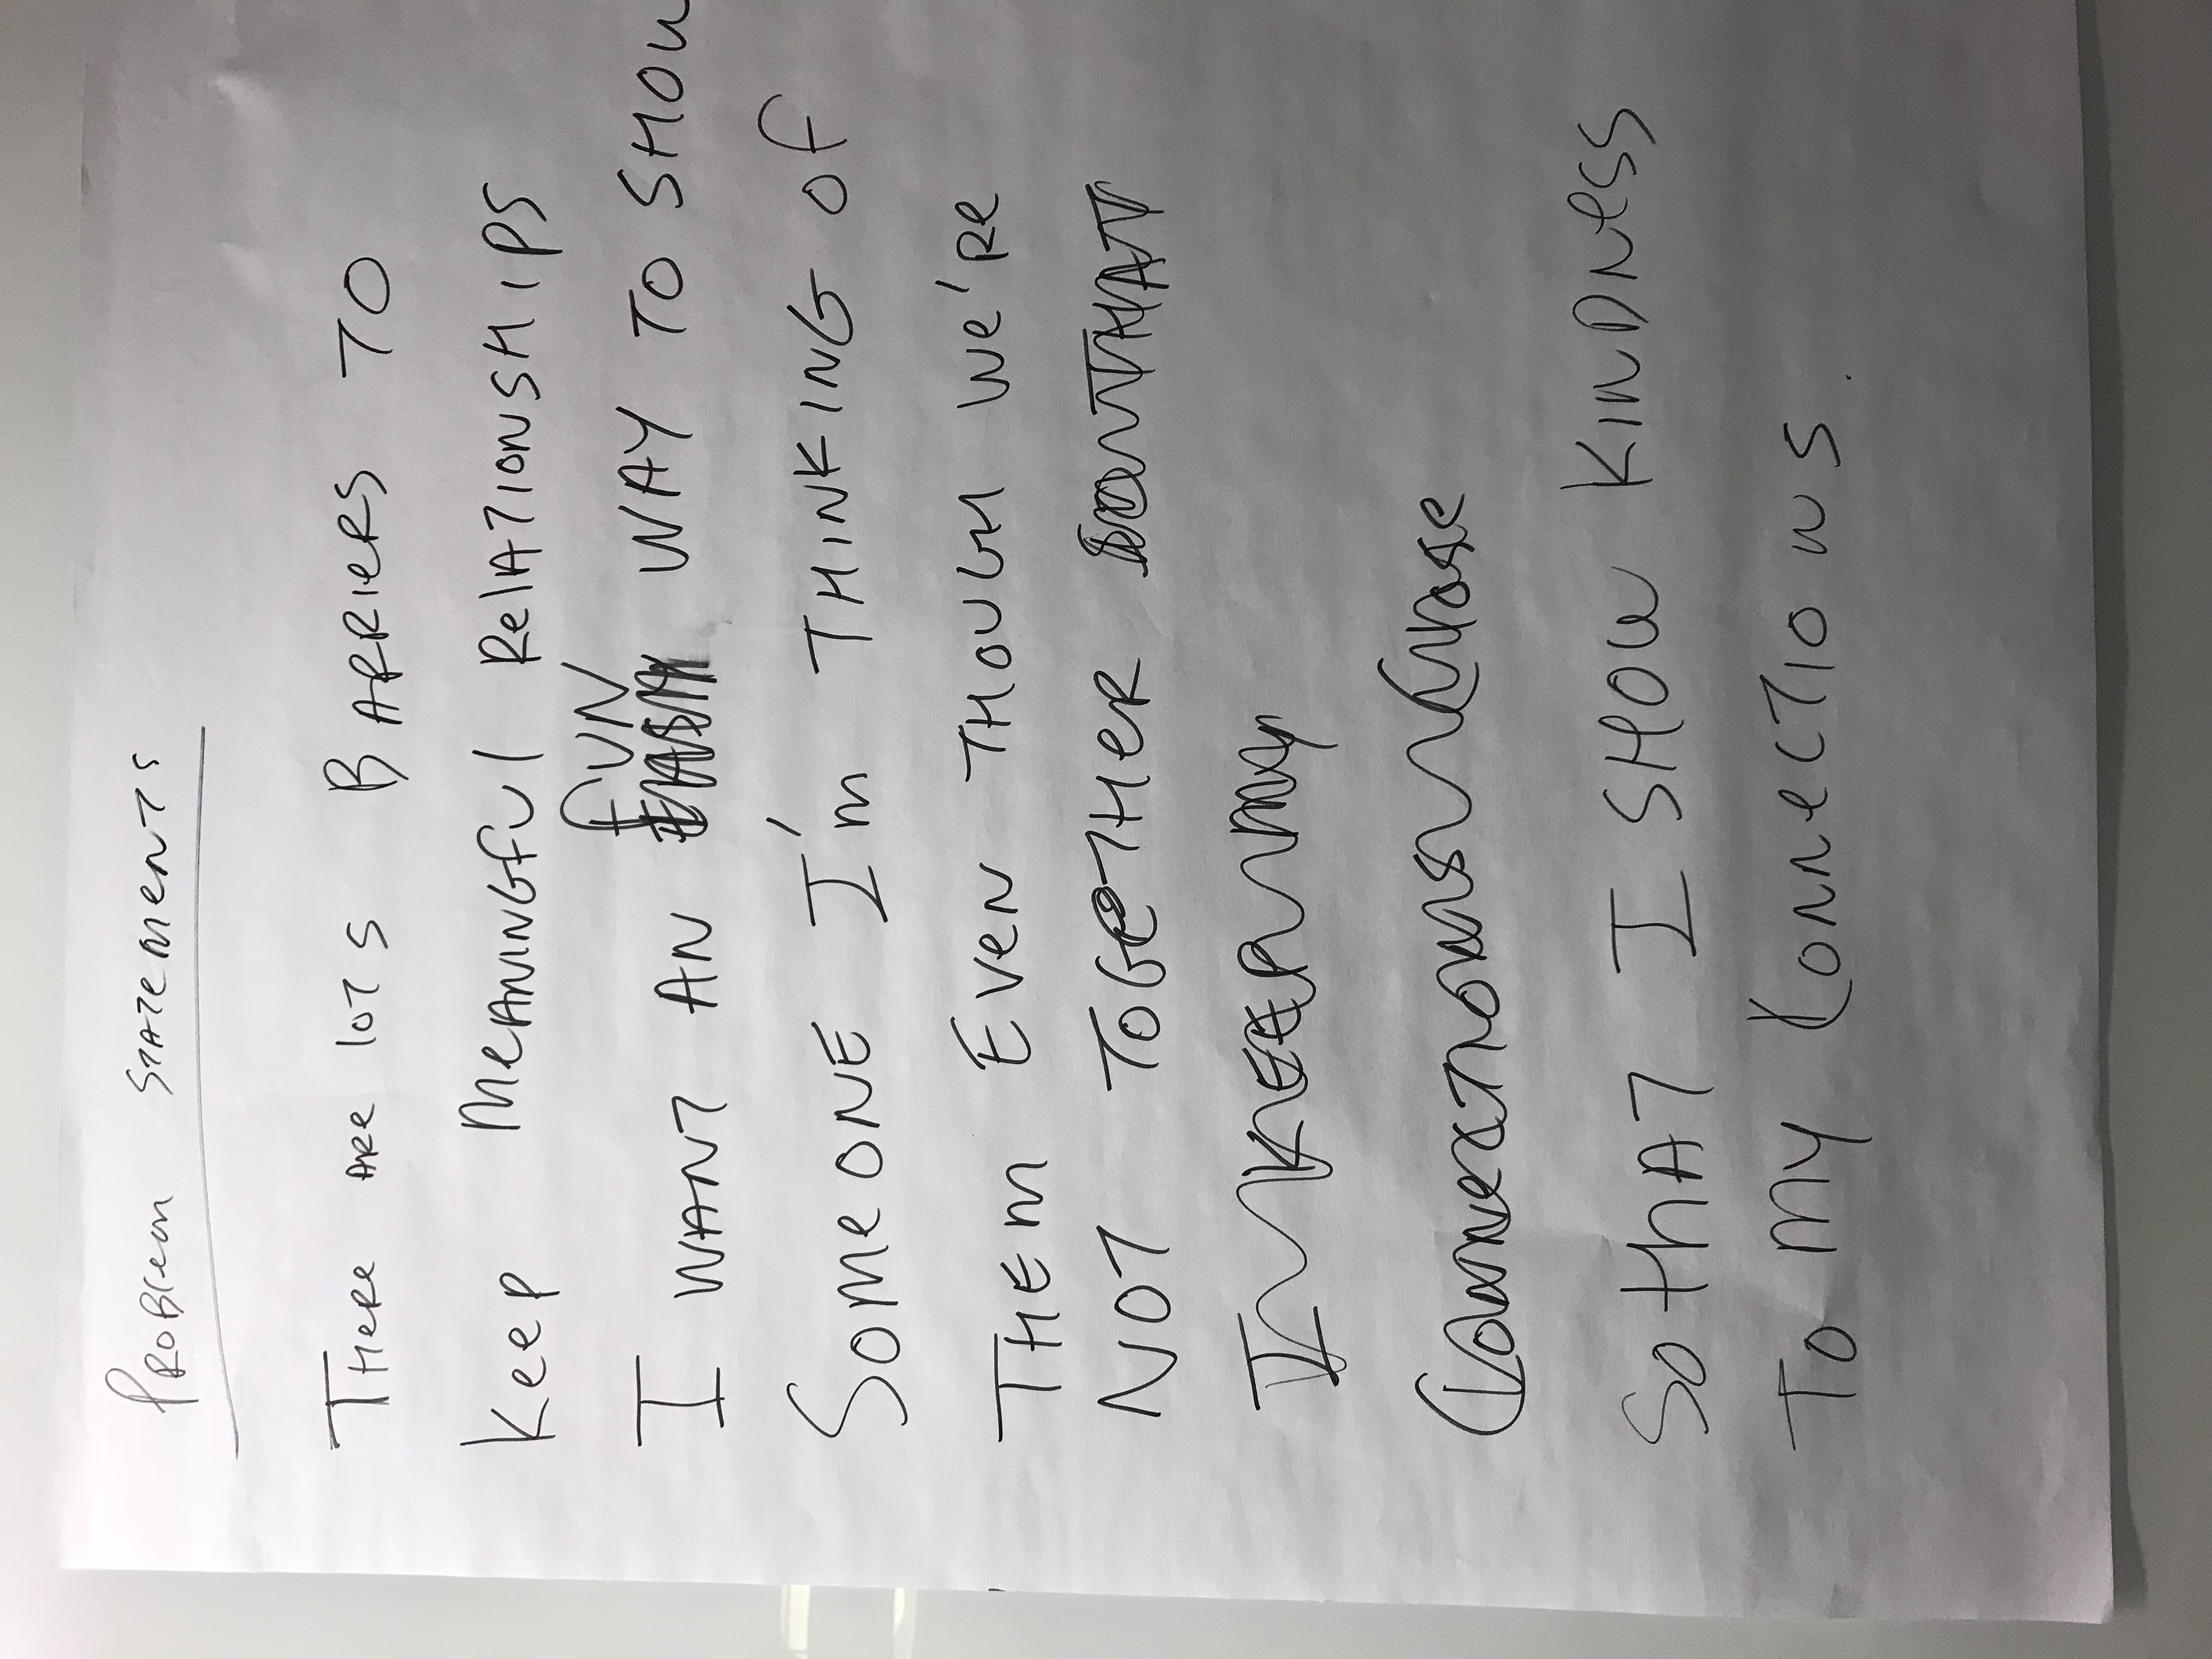 PROBLEM STATEMENTS
THERE ARE LOTS BARRIERS TO
KEEP MEANINGFUL RELATIONSHIPS
FUN
I WANT AN EASY WAY TO SHOW
SOMEONE I'M THINKING OF
THEM EVEN THOUGH WE'RE
NOT TOGETHER SO THAT
I KEEP MY
CONNECTIONS CLOSE
SO THAT I SHOW KINDNESS
TO MY CONNECTIONS.